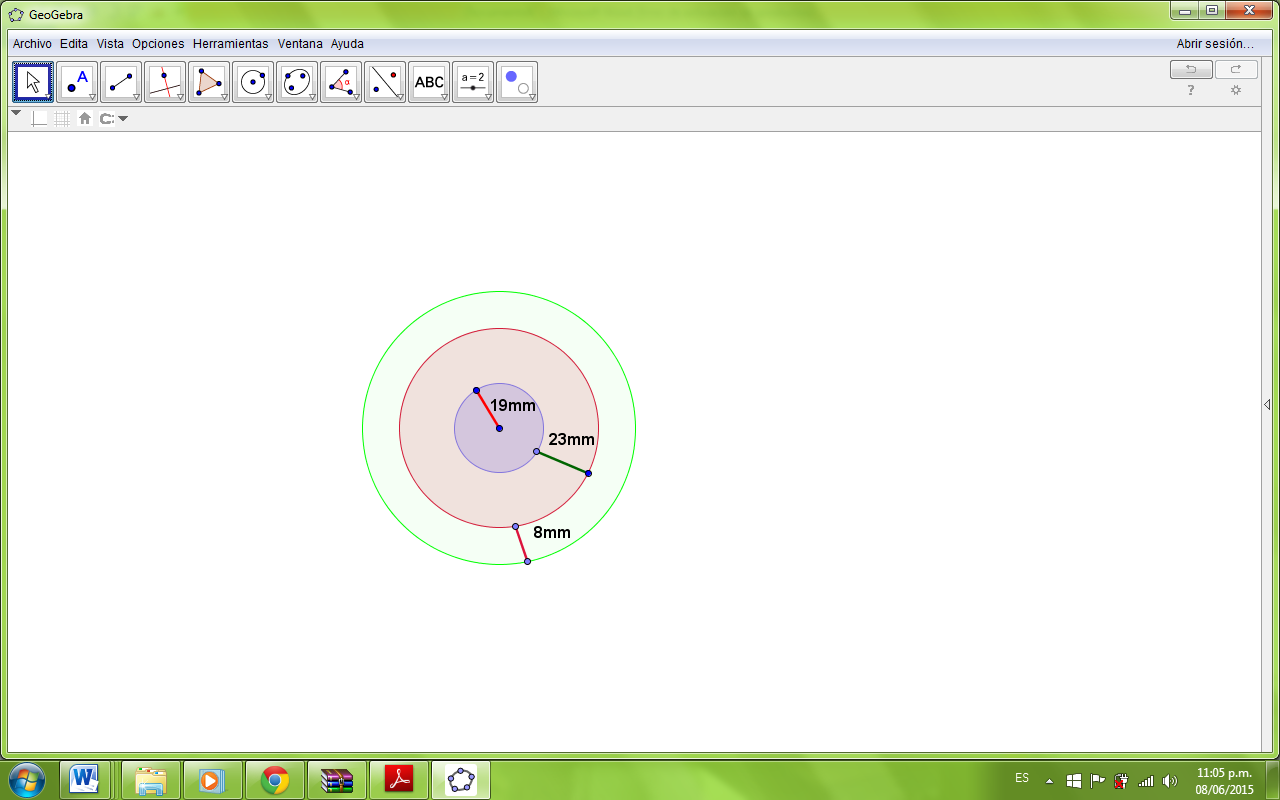 GeoGebra
Archivo Edita Vista Opciones Herramientas Ventana Ayuda Abrir sesión...
A α ABC a=2
?
19mm
23mm
8mm
W ES 11:05 p.m.
08/06/2015